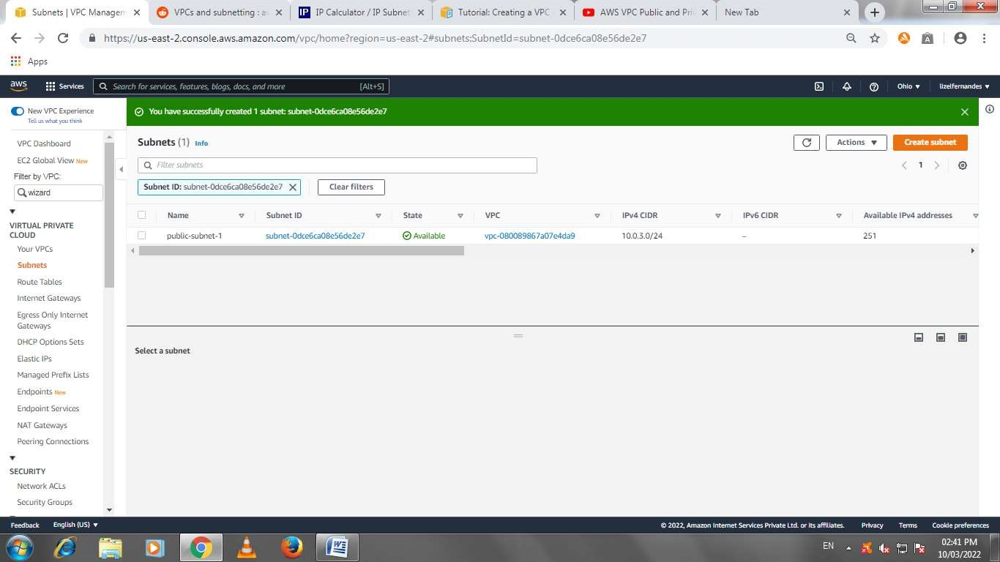 Subnets | VPC Managem
VPCs and subnetting : a
IP
IP Calculator / IP Subnet
Tutorial: Creating a VPC
AWS VPC Public and Pri
New Tab
https://us-east-2.console.aws.amazon.com/vpc/home?region=us-east-2#subnets:SubnetId=subnet-0dce6ca08e56de2e7
Apps
aws
Services
Search for services, features, blogs, docs, and more
[Alt+S]
Ohio
lizelfernandes
New VPC Experience
Tell us what you think
You have successfully created 1 subnet: subnet-0dce6ca08e56de2e7
VPC Dashboard
EC2 Global View New
Filter by VPC:
wizard
VIRTUAL PRIVATE
CLOUD
Your VPCs
Subnets
Route Tables
Internet Gateways
Egress Only Internet
Gateways
DHCP Options Sets
Elastic IPs
Managed Prefix Lists
Endpoints New
Endpoint Services
NAT Gateways
Peering Connections
SECURITY
Network ACLs
Security Groups
Subnets (1) Info
Actions
Create subnet
Filter subnets
1
Subnet ID: subnet-0dce6ca08e56de2e7
Clear filters
Name Subnet ID State VPC IPv4 CIDR IPv6 CIDR Available IPv4 addresses
public-subnet-1 subnet-0dce6ca08e56de2e7 Available vpc-080089867a07e4da9 10.0.3.0/24 – 251
Select a subnet
Feedback
English (US)
© 2022, Amazon Internet Services Private Ltd. or its affiliates.
Privacy
Terms
Cookie preferences
EN
02:41 PM
10/03/2022